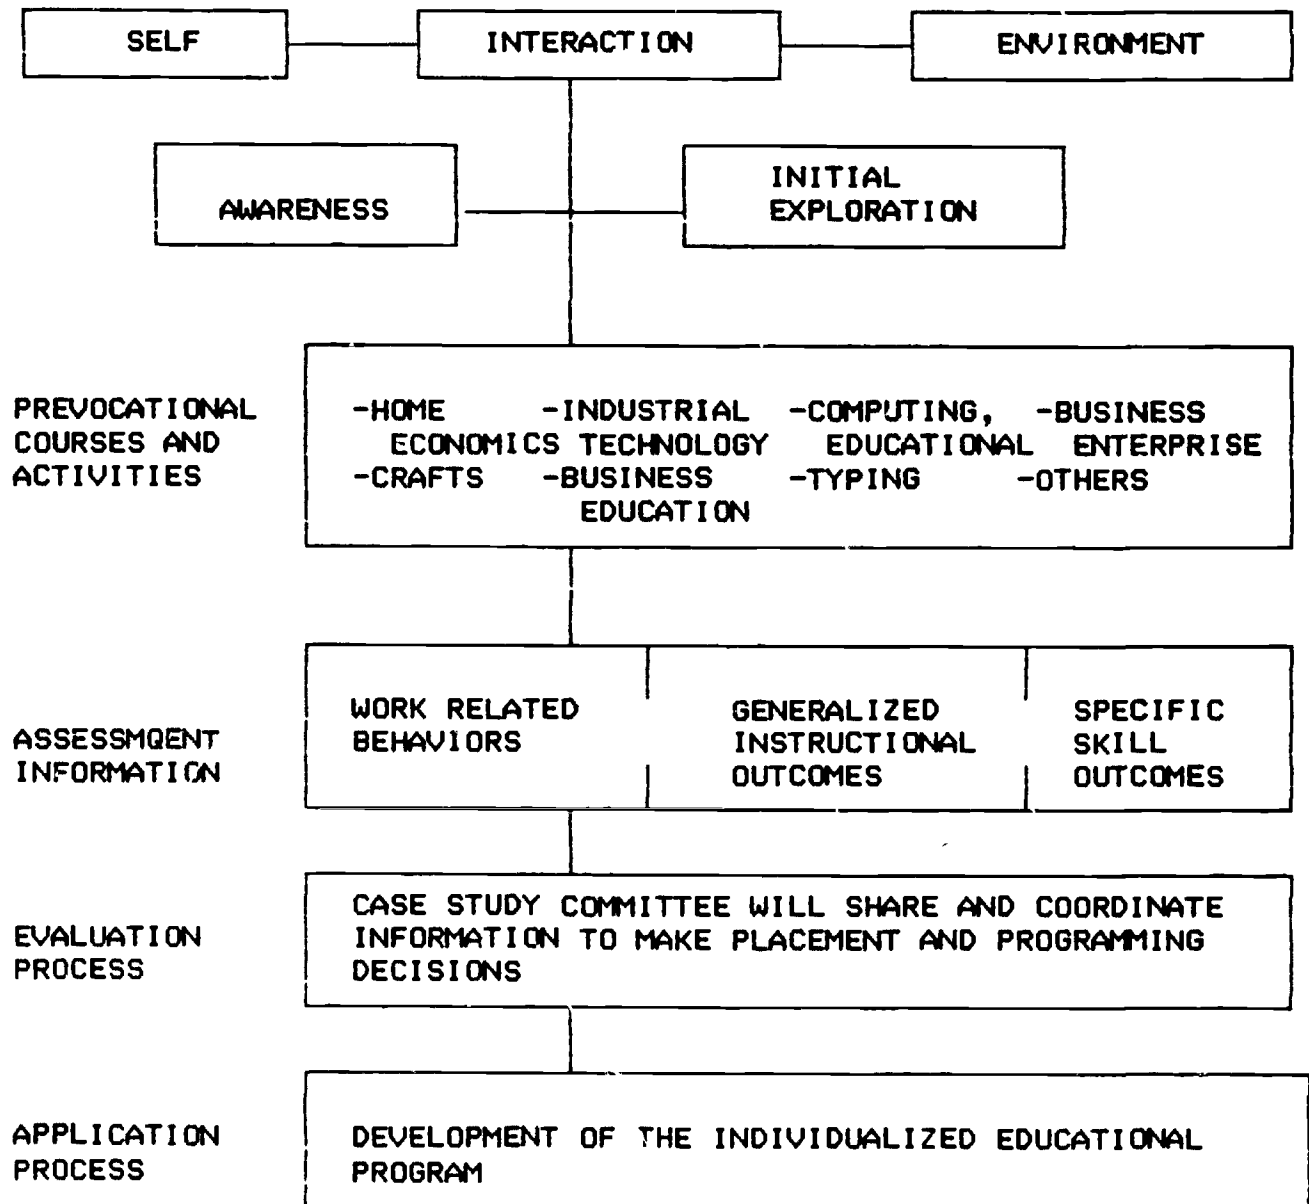 SELF
INTERACTION
ENVIRONMENT
AWARENESS
INITIAL
EXPLORATION
PREVOCATIONAL
COURSES AND
ACTIVITIES
-HOME -INDUSTRIAL -COMPUTING, -BUSINESS
ECONOMICS TECHNOLOGY EDUCATIONAL ENTERPRISE
-CRAFTS -BUSINESS -TYPING -OTHERS
EDUCATION
ASSESSMQENT
INFORMATION
WORK RELATED
BEHAVIORS
GENERALIZED
INSTRUCTIONAL
OUTCOMES
SPECIFIC
SKILL
OUTCOMES
EVALUATION
PROCESS
CASE STUDY COMMITTEE WILL SHARE AND COORDINATE
INFORMATION TO MAKE PLACEMENT AND PROGRAMMING
DECISIONS
APPLICATION
PROCESS
DEVELOPMENT OF THE INDIVIDUALIZED EDUCATIONAL
PROGRAM